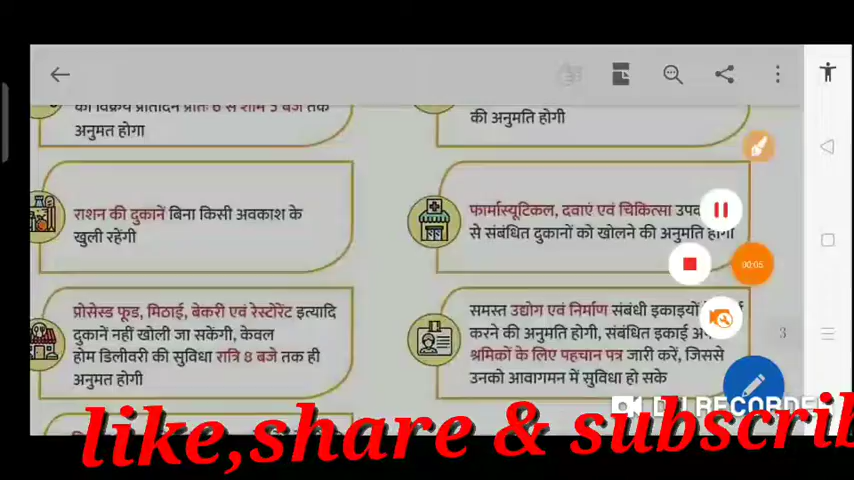 का विक्रय प्रतिदिन प्रातः 6 से शाम 5 बजे तक
अनुमत होगा
की अनुमति होगी
राशन की दुकानें बिना किसी अवकाश के
खुली रहेंगी
फार्मास्यूटिकल, दवाएं एवं चिकित्सा
से संबंधित दुकानों को खोलने की अनुमति होगी
प्रोसेस्ड फूड, मिठाई, बेकरी एवं रेस्टोरेंट इत्यादि
दुकानें नहीं खोली जा सकेंगी, केवल
होम डिलीवरी की सुविधा रात्रि 8 बजे तक ही
अनुमत होगी
समस्त उद्योग एवं निर्माण संबंधी इकाइयों
करने की अनुमति होगी, संबंधित इकाई
श्रमिकों के लिए पहचान पत्र जारी करें, जिससे
उनको आवागमन में सुविधा हो सके
3
00:05
RECORDER
like,share & subscrib